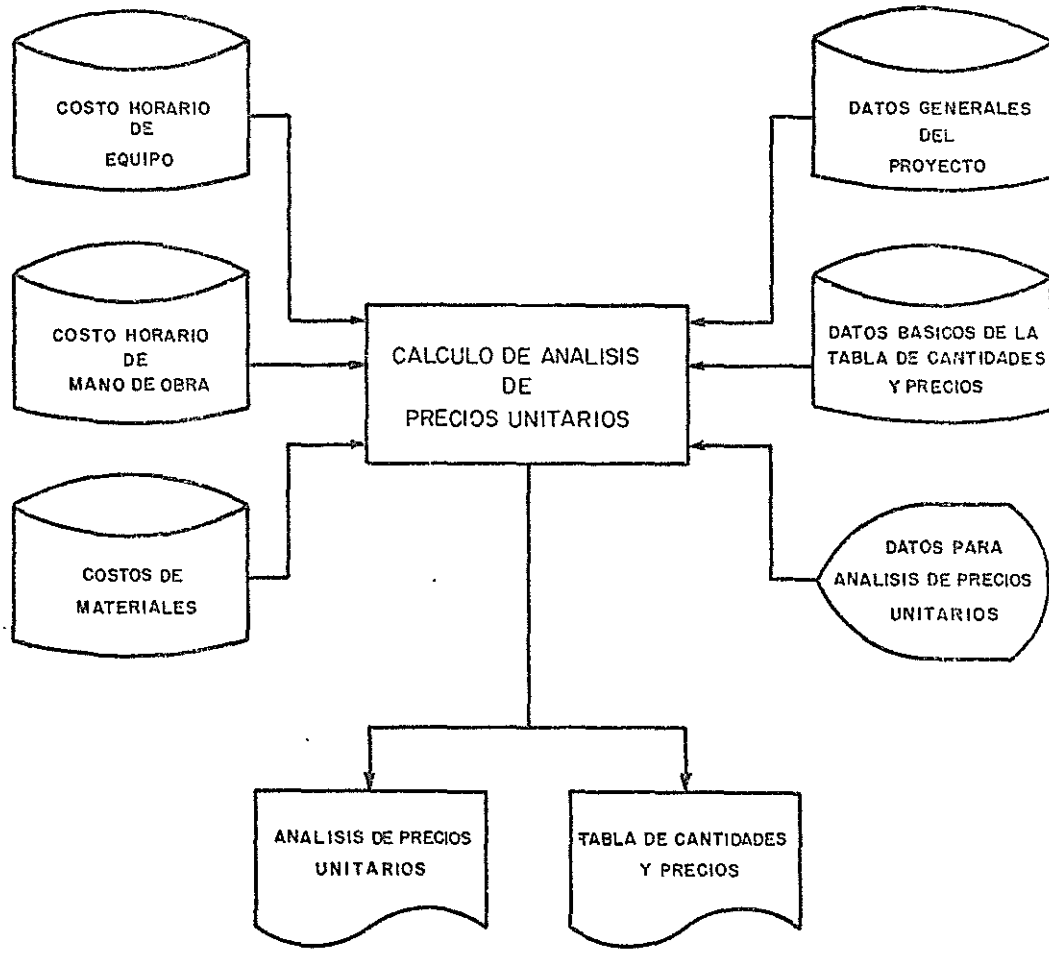 COSTO HORARIO
DE
EQUIPO
DATOS GENERALES
DEL
PROYECTO
COSTO HORARIO
DE
MANO DE OBRA
CALCULO DE ANALISIS
DE
PRECIOS UNITARIOS
DATOS BASICOS DE LA
TABLA DE CANTIDADES
Y PRECIOS
COSTOS DE
MATERIALES
DATOS PARA
ANALISIS DE PRECIOS
UNITARIOS
ANALISIS DE PRECIOS
UNITARIOS
TABLA DE CANTIDADES
Y PRECIOS